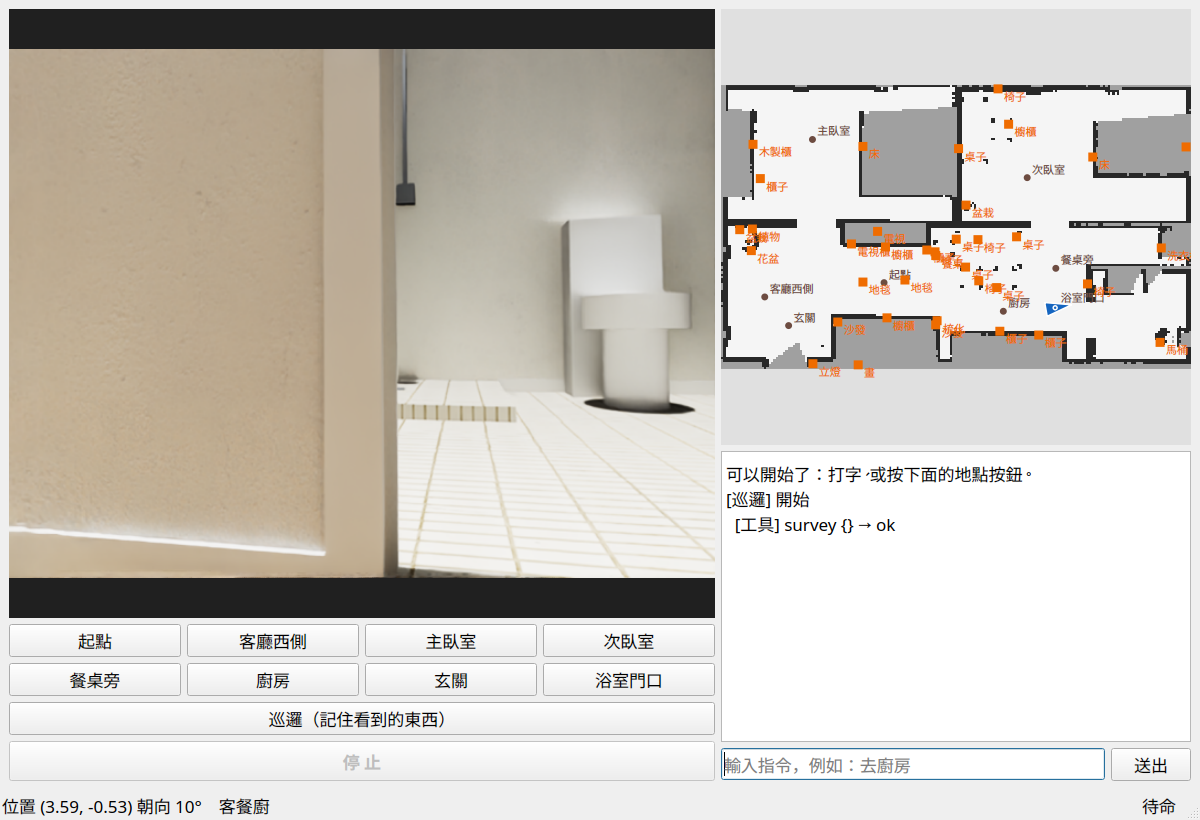 椅子
櫥櫃
主臥室
木製櫃
床
桌子
床
次臥室
櫃子
盆栽
花盆
電視櫃
櫥櫃
桌子
椅子
桌子
餐桌旁
起點
地毯
地毯
桌子
浴室門口
客廳西側
廚房
玄關
沙發
櫥櫃
櫃子
櫃子
馬桶
立燈
畫
可以開始了：打字，或按下面的地點按鈕。
[巡邏] 開始
[工具] survey {} → ok
起點
客廳西側
主臥室
次臥室
餐桌旁
廚房
玄關
浴室門口
巡邏（記住看到的東西）
停止
輸入指令，例如：去廚房
送出
位置 (3.59, -0.53) 朝向 10° 客餐廚
待命